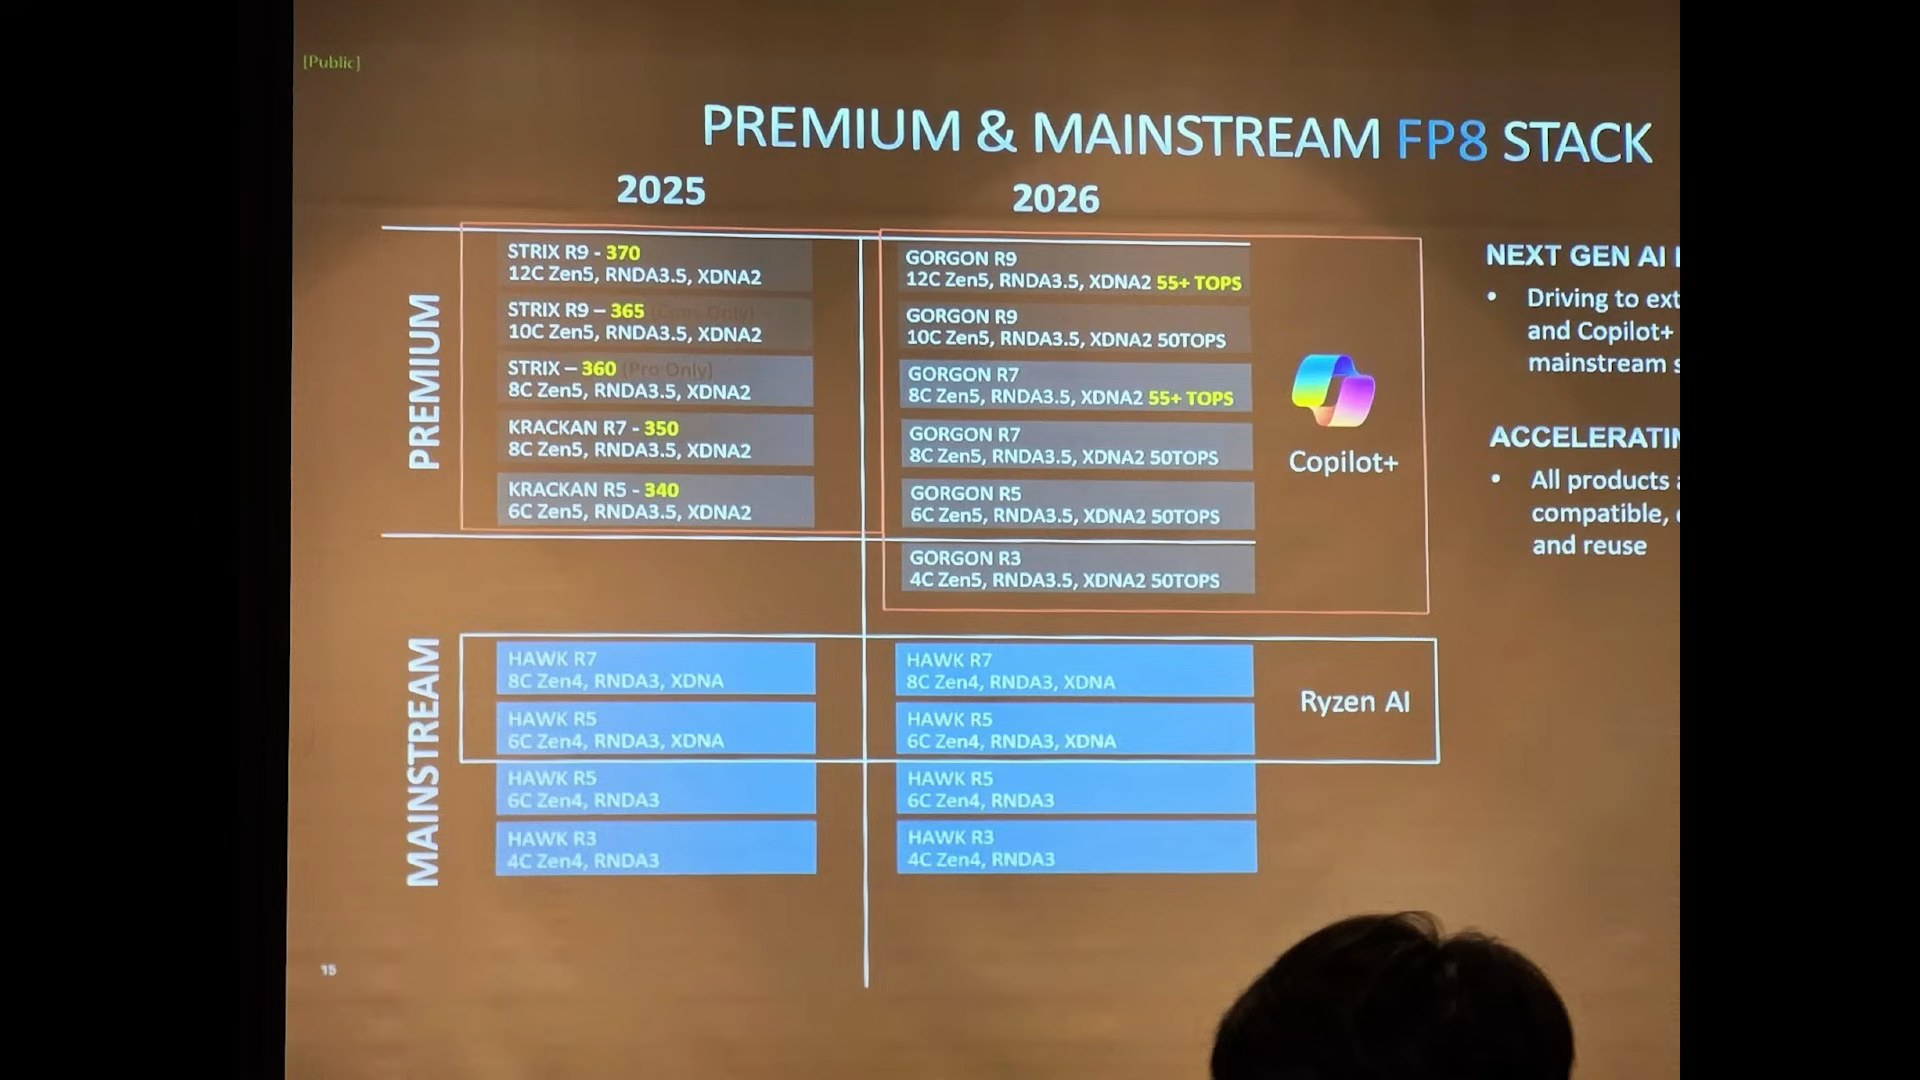 [Public]
PREMIUM & MAINSTREAM FP8 STACK
2025
2026
PREMIUM
STRIX R9 - 370
12C Zen5, RNDA3.5, XDNA2
STRIX R9 – 365 (Cons Only)
10C Zen5, RNDA3.5, XDNA2
STRIX – 360 (Pro Only)
8C Zen5, RNDA3.5, XDNA2
KRACKAN R7 - 350
8C Zen5, RNDA3.5, XDNA2
KRACKAN R5 - 340
6C Zen5, RNDA3.5, XDNA2
GORGON R9
12C Zen5, RNDA3.5, XDNA2 55+ TOPS
GORGON R9
10C Zen5, RNDA3.5, XDNA2 50TOPS
GORGON R7
8C Zen5, RNDA3.5, XDNA2 55+ TOPS
GORGON R7
8C Zen5, RNDA3.5, XDNA2 50TOPS
GORGON R5
6C Zen5, RNDA3.5, XDNA2 50TOPS
GORGON R3
4C Zen5, RNDA3.5, XDNA2 50TOPS
Copilot+
MAINSTREAM
HAWK R7
8C Zen4, RNDA3, XDNA
HAWK R5
6C Zen4, RNDA3, XDNA
HAWK R5
6C Zen4, RNDA3
HAWK R3
4C Zen4, RNDA3
HAWK R7
8C Zen4, RNDA3, XDNA
HAWK R5
6C Zen4, RNDA3, XDNA
HAWK R5
6C Zen4, RNDA3
HAWK R3
4C Zen4, RNDA3
Ryzen AI
NEXT GEN AI
• Driving to ext
and Copilot+
mainstream s
ACCELERATIN
• All products
compatible,
and reuse
15